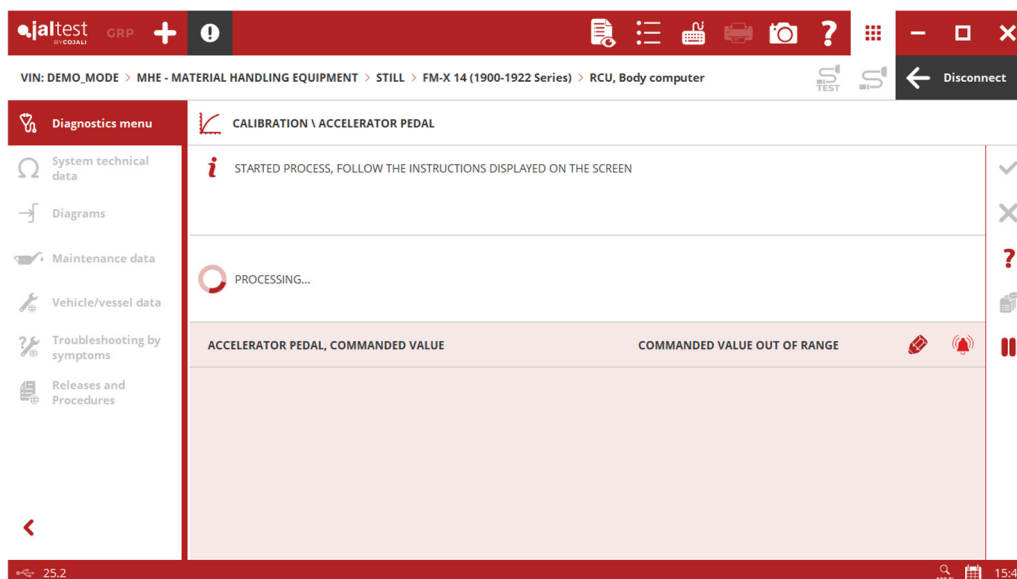 jaltest GRP
BY COJALI
VIN: DEMO_MODE > MHE - MATERIAL HANDLING EQUIPMENT > STILL > FM-X 14 (1900-1922 Series) > RCU, Body computer
TEST
Disconnect
Diagnostics menu
CALIBRATION \ ACCELERATOR PEDAL
System technical
data
STARTED PROCESS, FOLLOW THE INSTRUCTIONS DISPLAYED ON THE SCREEN
Diagrams
Maintenance data
PROCESSING...
Vehicle/vessel data
Troubleshooting by
symptoms
ACCELERATOR PEDAL, COMMANDED VALUE COMMANDED VALUE OUT OF RANGE
Releases and
Procedures
25.2
15:4